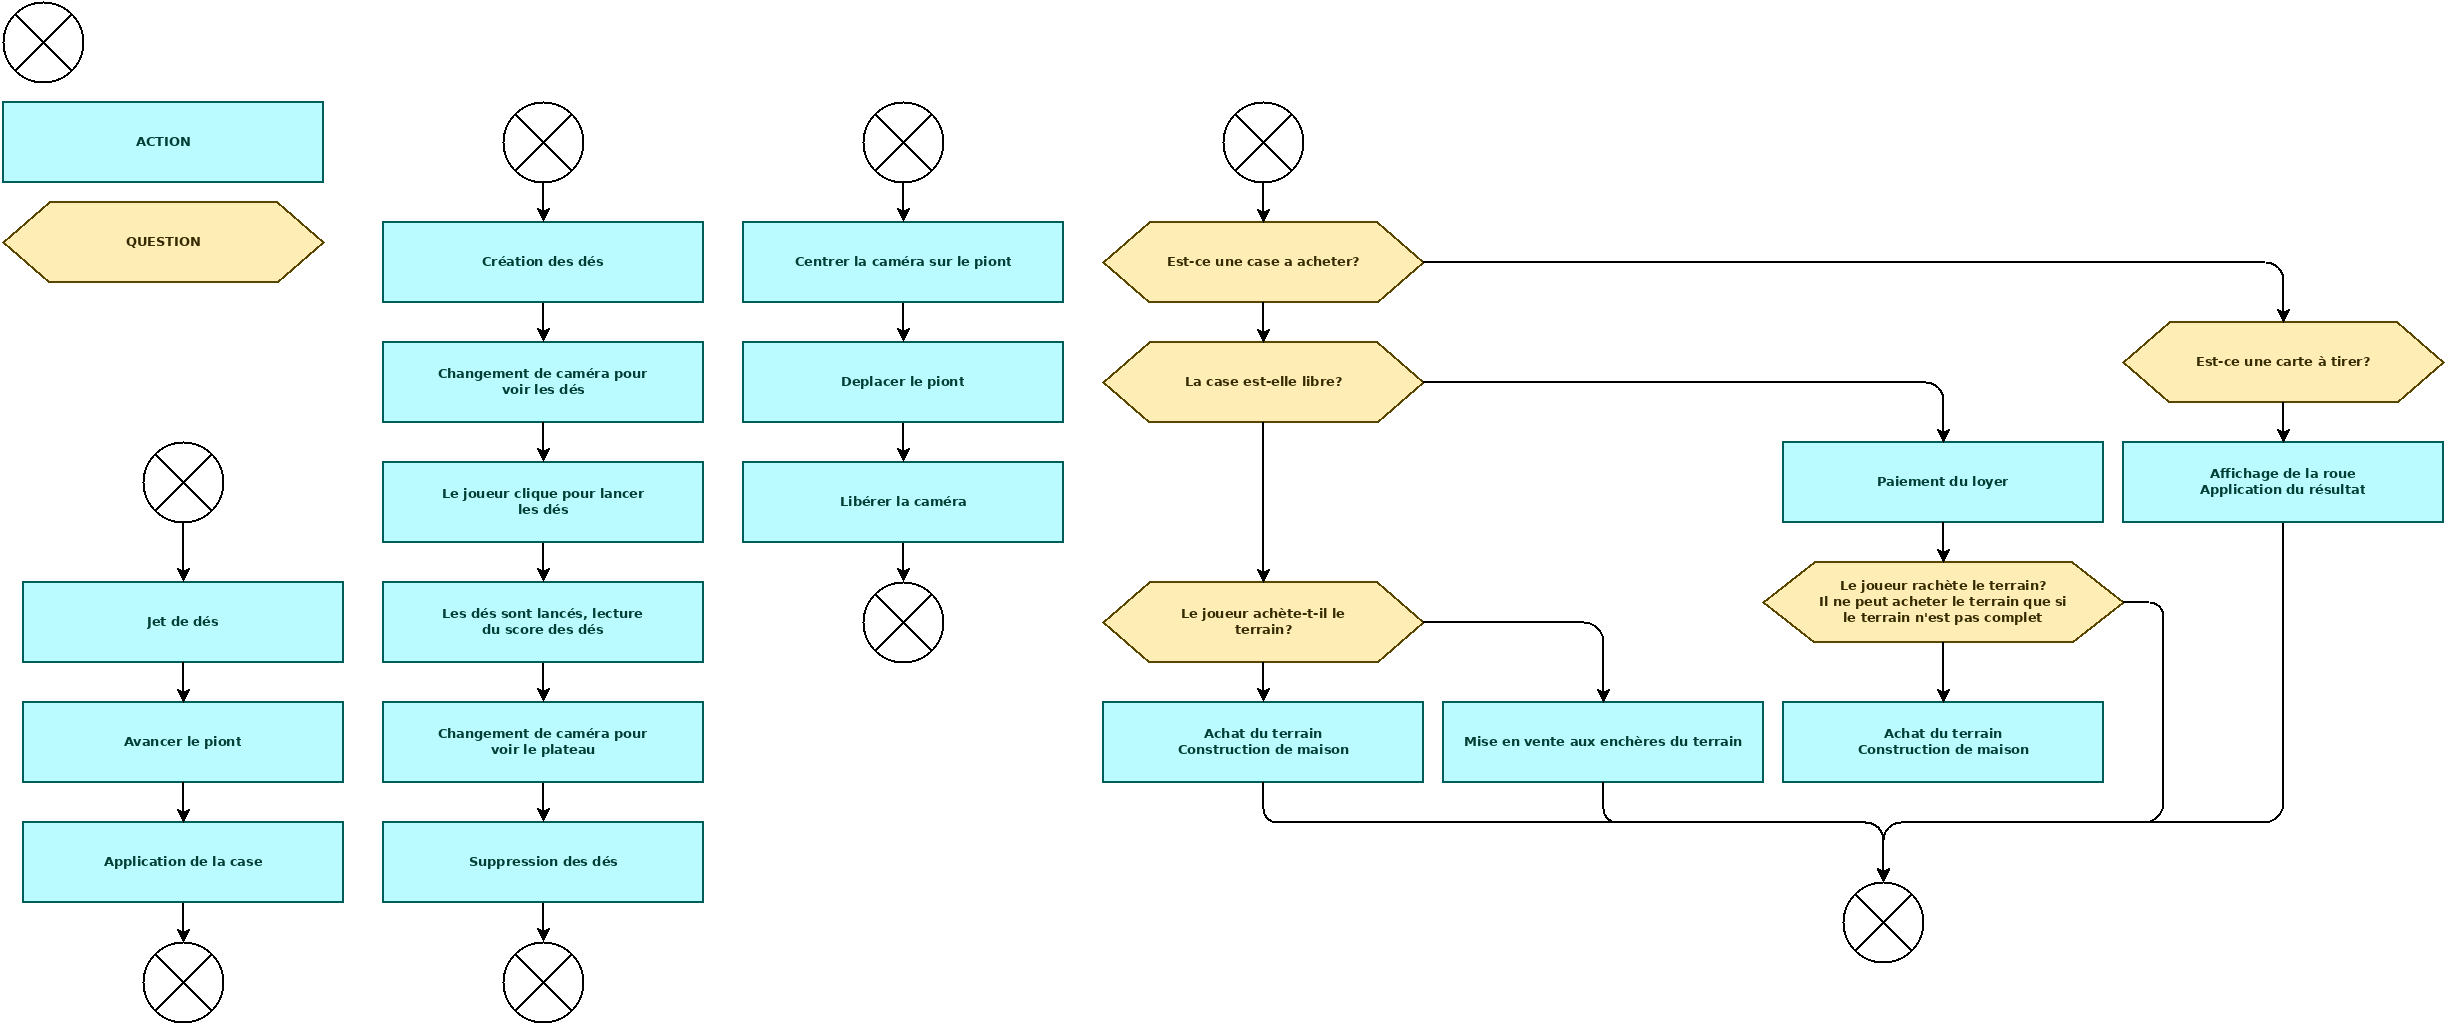 ACTION
QUESTION
Jet de dés
Avancer le piont
Application de la case
Création des dés
Changement de caméra pour
voir les dés
Le joueur clique pour lancer
les dés
Les dés sont lancés, lecture
du score des dés
Changement de caméra pour
voir le plateau
Suppression des dés
Centrer la caméra sur le piont
Deplacer le piont
Libérer la caméra
Est-ce une case a acheter?
La case est-elle libre?
Le joueur achète-t-il le
terrain?
Achat du terrain
Construction de maison
Mise en vente aux enchères du terrain
Paiement du loyer
Le joueur rachète le terrain?
Il ne peut acheter le terrain que si
le terrain n'est pas complet
Achat du terrain
Construction de maison
Est-ce une carte à tirer?
Affichage de la roue
Application du résultat